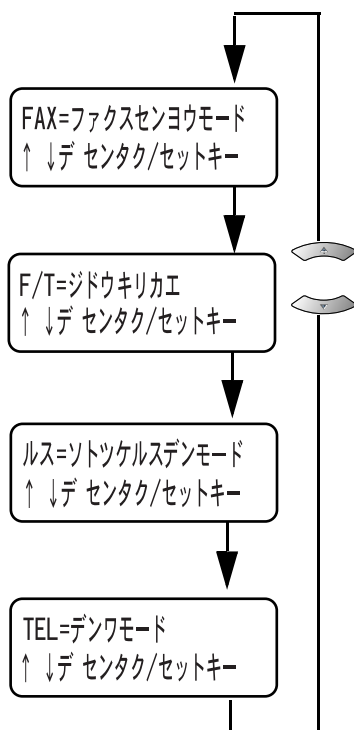 FAX=ファクスセンヨウモード
↑ ↓デ センタク/セットキー
F/T=ジドウキリカエ
↑ ↓デ センタク/セットキー
ルス=ソトツケルスデンモード
↑ ↓デ センタク/セットキー
TEL=デンワモード
↑ ↓デ センタク/セットキー